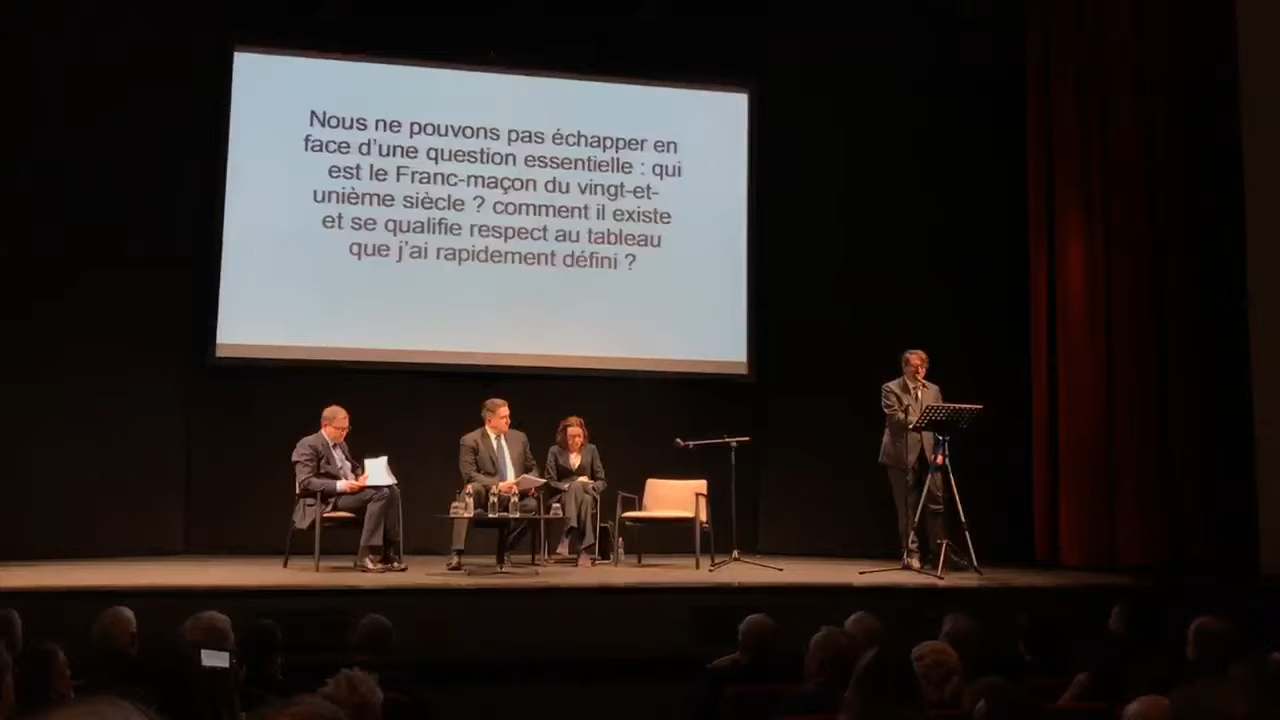 Nous ne pouvons pas échapper en
face d'une question essentielle : qui
est le Franc-maçon du vingt-et-
unième siècle ? comment il existe
et se qualifie respect au tableau
que j'ai rapidement défini ?